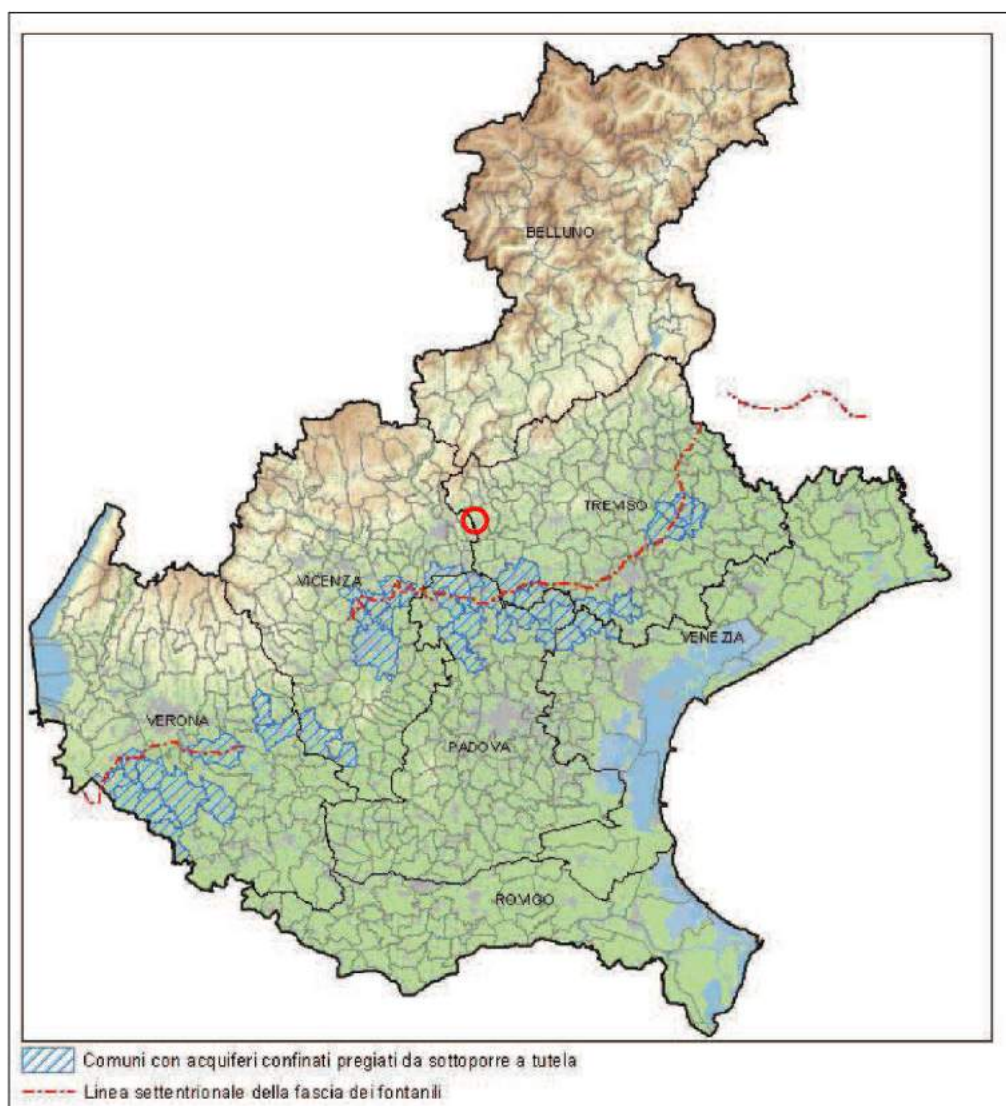 BELLUNO
TREVISO
VICENZA
VENEZIA
VERONA
PADOVA
ROVIGO
Comuni con acquiferi confinati pregiati da sottoporre a tutela
Linea settentrionale della fascia dei fontanili